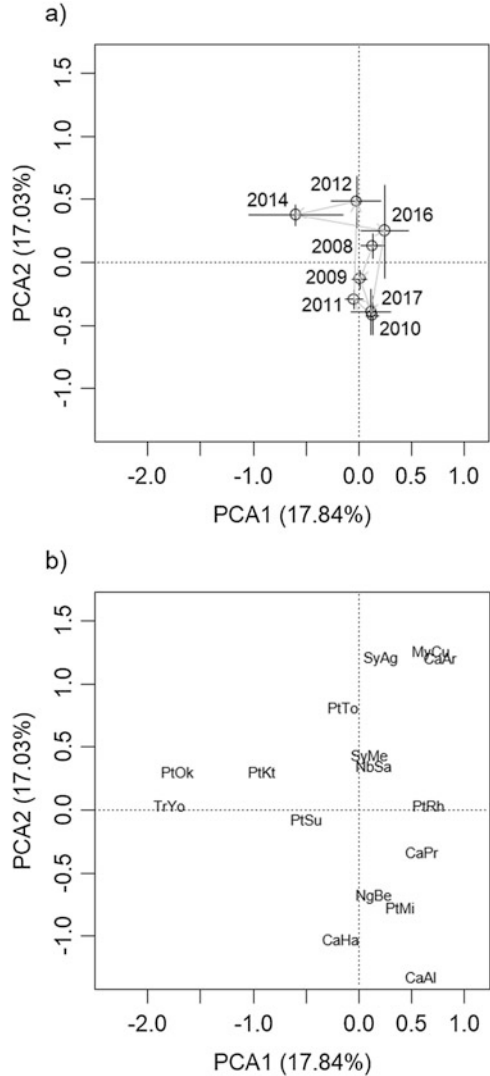 a)
1.5
1.0
0.5
0.0
-0.5
-1.0
PCA2 (17.03%)
2012
2014
2016
2008
2009
2011
2017
2010
-2.0
-1.0
0.0
0.5
1.0
PCA1 (17.84%)
b)
1.5
1.0
0.5
0.0
-0.5
-1.0
PCA2 (17.03%)
MyCu
SyAg
CaAr
PtTo
SyMe
NbSa
PtOk
PtKt
TrYo
PtRh
PtSu
CaPr
NgBe
PtMi
CaHa
CaAl
-2.0
-1.0
0.0
0.5
1.0
PCA1 (17.84%)